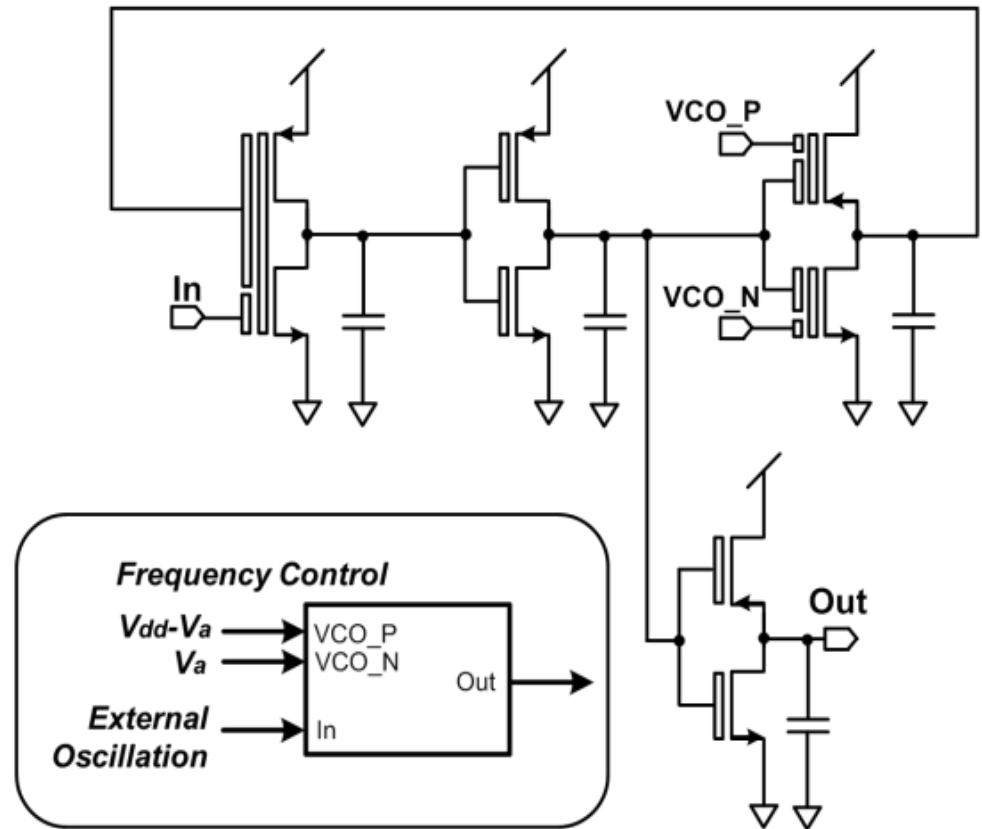 VCO_P
In
VCO_N
Out
Frequency Control
Vdd-Va
VCO_P
Va
VCO_N
Out
External
Oscillation
In